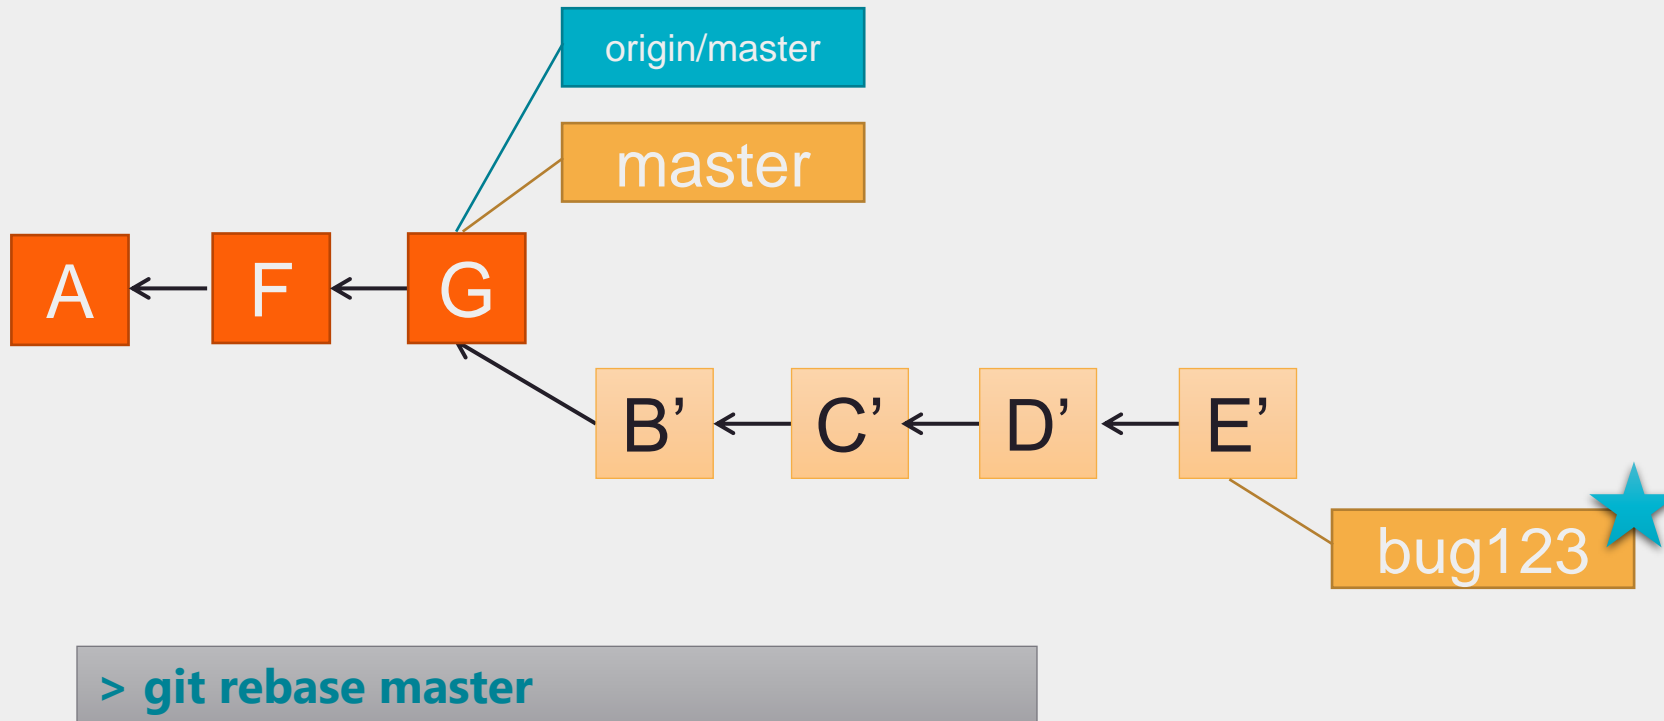 origin/master
master
A
F
G
B’
C’
D’
E’
bug123
> git rebase master